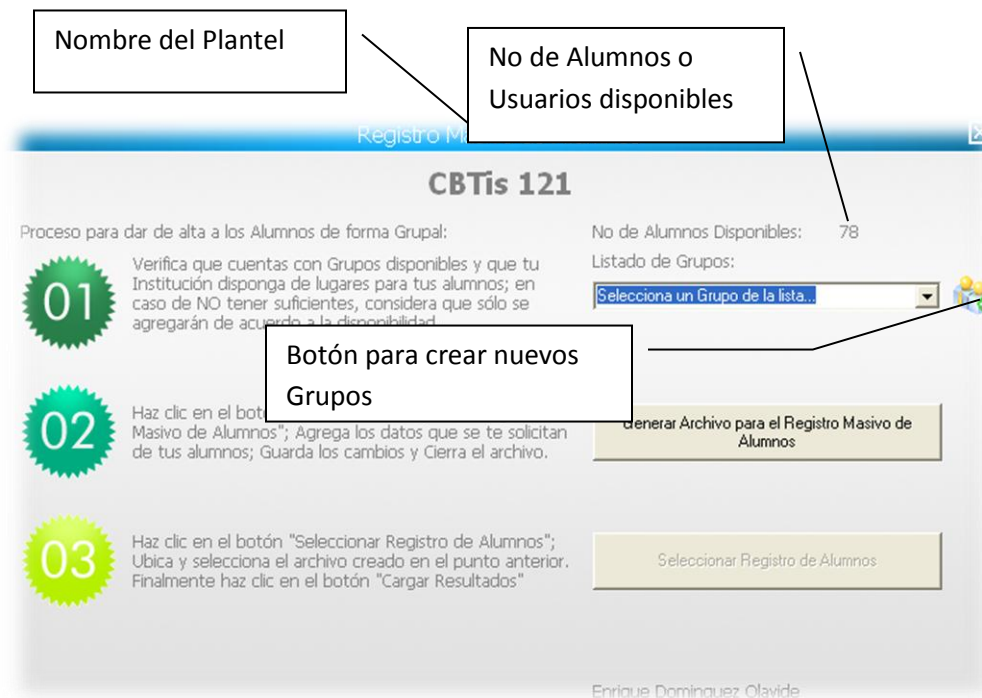 Nombre del Plantel
No de Alumnos o
Usuarios disponibles
Registro
CBTis 121
Proceso para dar de alta a los Alumnos de forma Grupal:
No de Alumnos Disponibles: 78
Listado de Grupos:
Selecciona un Grupo de la lista...
01
Verifica que cuentas con Grupos disponibles y que tu
Institución disponga de lugares para tus alumnos; en
caso de NO tener suficientes, considera que sólo se
agregarán de acuerdo a la disponibilidad
Botón para crear nuevos
Grupos
02
Haz clic en el
Masivo de Alumnos"; Agrega los datos que se te solicitan
de tus alumnos; Guarda los cambios y Cierra el archivo.
Generar Archivo para el Registro Masivo de
Alumnos
03
Haz clic en el botón "Seleccionar Registro de Alumnos";
Ubica y selecciona el archivo creado en el punto anterior.
Finalmente haz clic en el botón "Cargar Resultados"
Seleccionar Registro de Alumnos
Enrique Dominguez Olavide